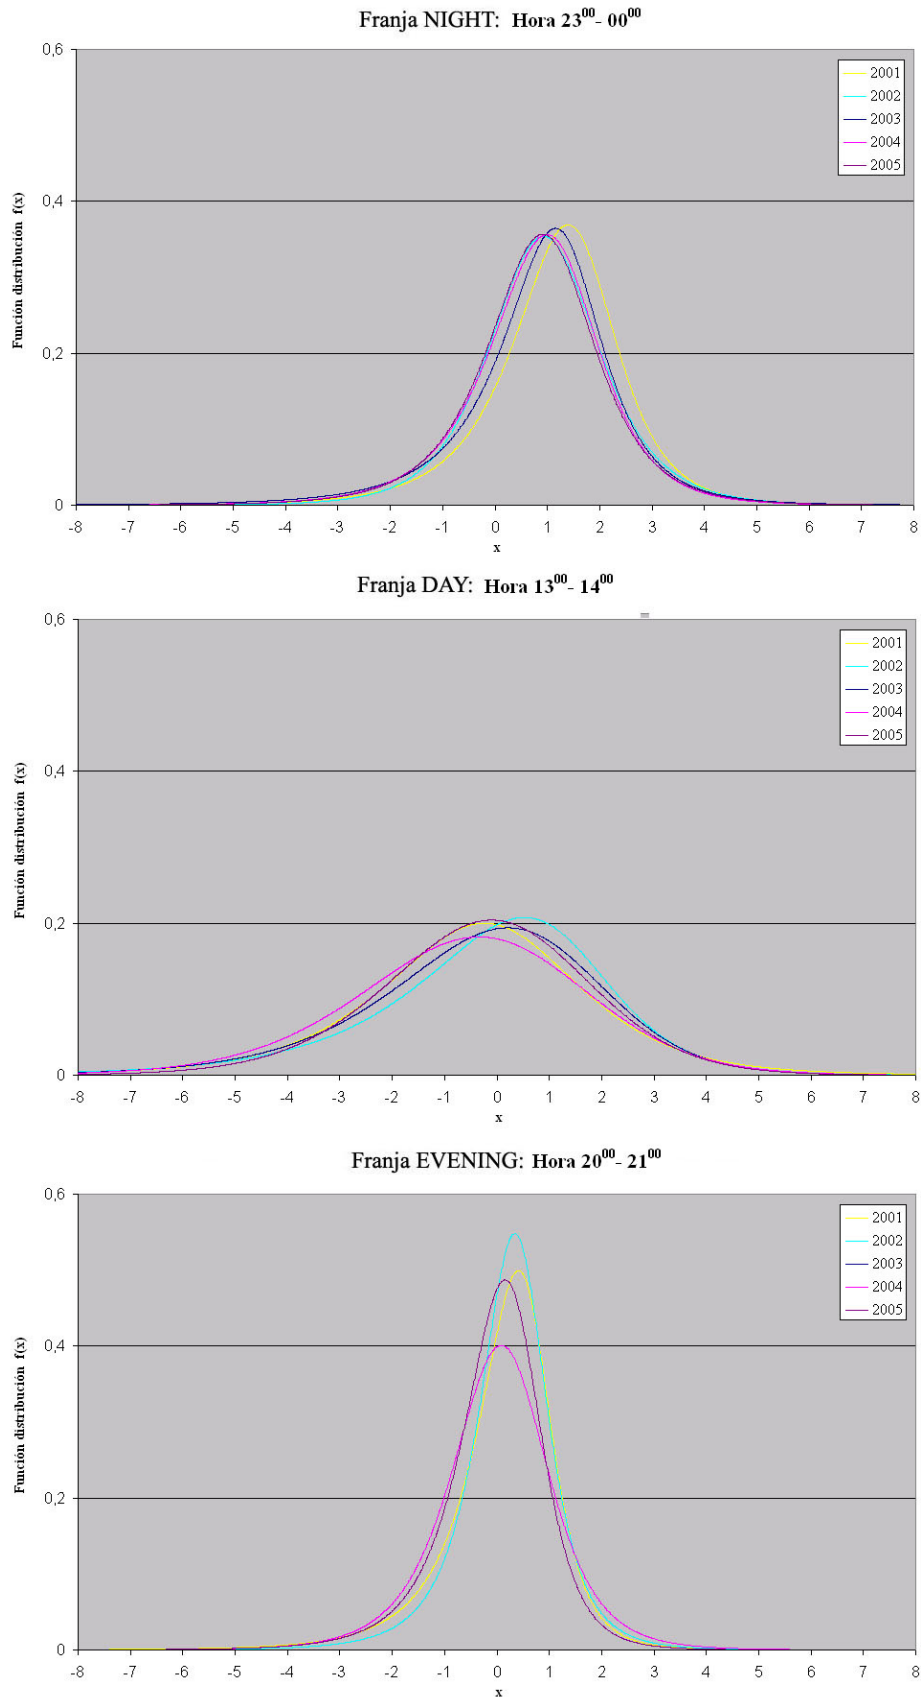 Franja NIGHT: Hora 23⁰⁰- 00⁰⁰
0,6
2001
2002
2003
2004
2005
0,4
Función distribución f(x)
0,2
0
-8 -7 -6 -5 -4 -3 -2 -1 0 1 2 3 4 5 6 7 8
x
Franja DAY: Hora 13⁰⁰- 14⁰⁰
0,6
2001
2002
2003
2004
2005
0,4
Función distribución f(x)
0,2
0
-8 -7 -6 -5 -4 -3 -2 -1 0 1 2 3 4 5 6 7 8
x
Franja EVENING: Hora 20⁰⁰- 21⁰⁰
0,6
2001
2002
2003
2004
2005
0,4
Función distribución f(x)
0,2
0
-8 -7 -6 -5 -4 -3 -2 -1 0 1 2 3 4 5 6 7 8
x